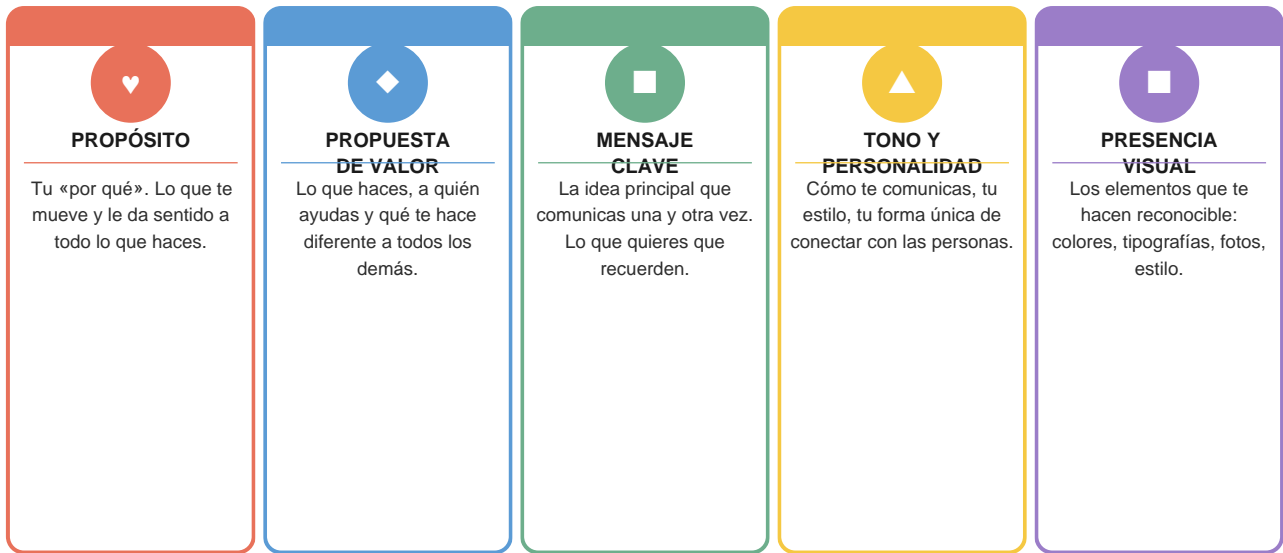 PROPÓSITO
Tu «por qué». Lo que te
mueve y le da sentido a
todo lo que haces.
PROPUESTA
DE VALOR
Lo que haces, a quién
ayudas y qué te hace
diferente a todos los
demás.
MENSAJE
CLAVE
La idea principal que
comunicas una y otra vez.
Lo que quieres que
recuerden.
TONO Y
PERSONALIDAD
Cómo te comunicas, tu
estilo, tu forma única de
conectar con las personas.
PRESENCIA
VISUAL
Los elementos que te
hacen reconocible:
colores, tipografías, fotos,
estilo.